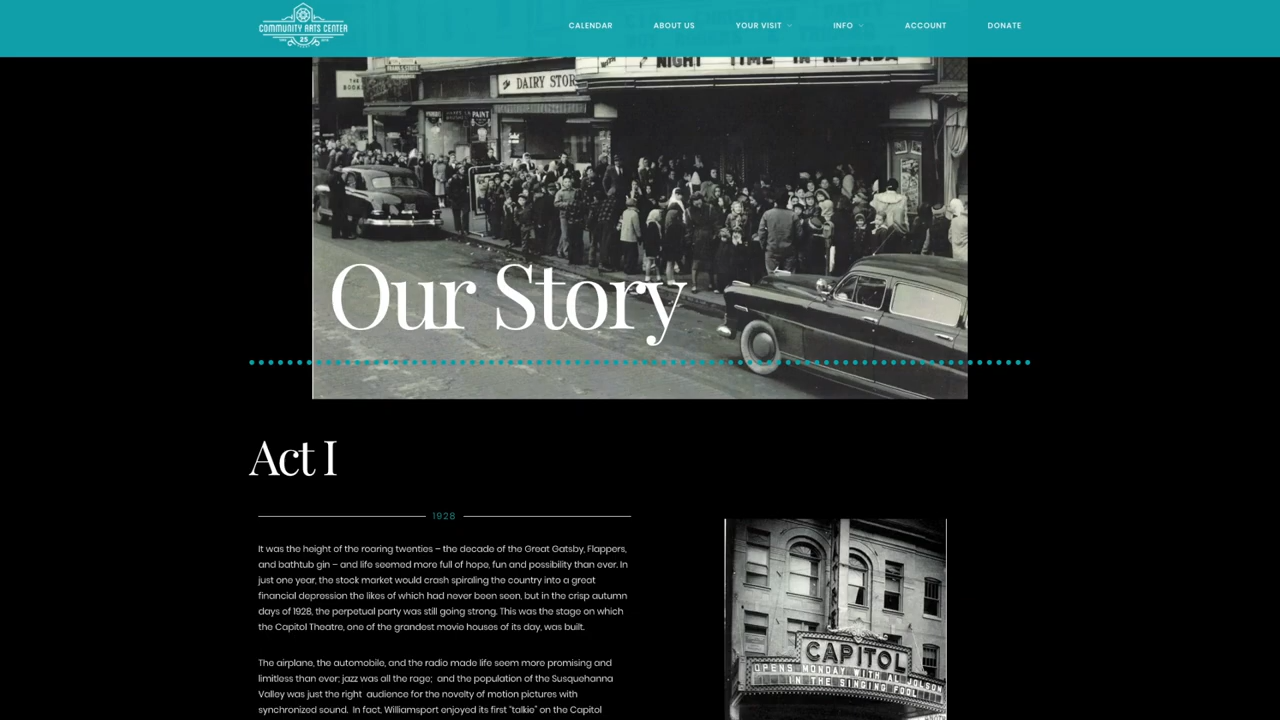 COMMUNITY ARTS CENTER
25
CALENDAR
ABOUT US
YOUR VISIT
INFO
ACCOUNT
DONATE
NIGHT TIME IN NEVADA
DAIRY STOR
PAINT
Our Story
Act I
1928
It was the height of the roaring twenties – the decade of the Great Gatsby, Flappers,
and bathtub gin – and life seemed more full of hope, fun and possibility than ever. In
just one year, the stock market would crash spiraling the country into a great
financial depression the likes of which had never been seen, but in the crisp autumn
days of 1928, the perpetual party was still going strong. This was the stage on which
the Capitol Theatre, one of the grandest movie houses of its day, was built.
The airplane, the automobile, and the radio made life seem more promising and
limitless than ever; jazz was all the rage; and the population of the Susquehanna
Valley was just the right audience for the novelty of motion pictures with
synchronized sound. In fact, Williamsport enjoyed its first "talkie" on the Capitol
CAPITOL
OPENS MONDAY WITH AL JOLSON
IN THE SINGING FOOL